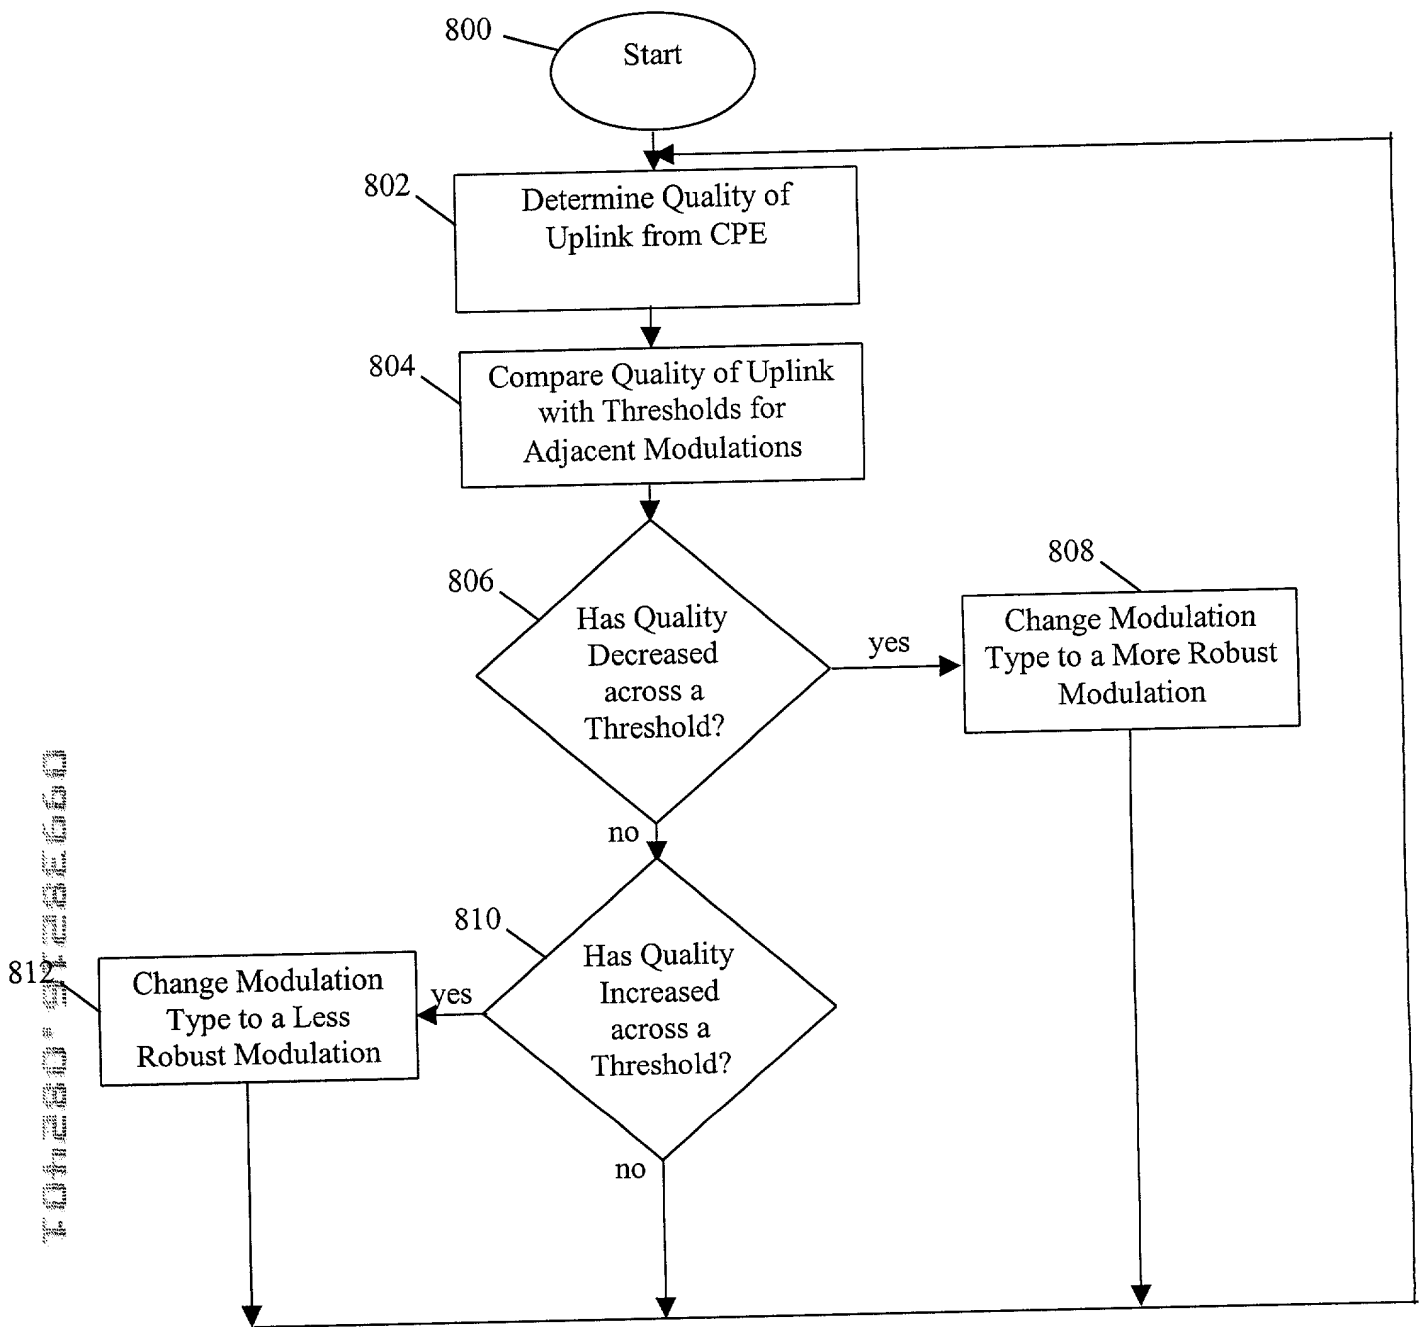 800
Start
802
Determine Quality of
Uplink from CPE
804
Compare Quality of Uplink
with Thresholds for
Adjacent Modulations
806
Has Quality
Decreased
across a
Threshold?
yes
808
Change Modulation
Type to a More Robust
Modulation
no
810
Has Quality
Increased
across a
Threshold?
yes
812
Change Modulation
Type to a Less
Robust Modulation
no